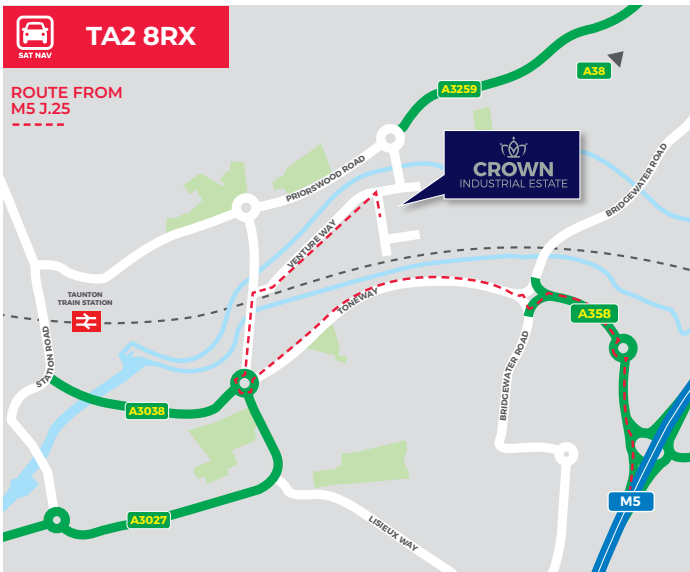 TA2 8RX
SAT NAV
ROUTE FROM
M5 J.25
A38
A3259
CROWN
INDUSTRIAL ESTATE
PRIORSWOOD ROAD
BRIDGEWATER ROAD
VENTURE WAY
TAUNTON
TRAIN STATION
TONEWAY
A358
STATION ROAD
BRIDGEWATER ROAD
A3038
M5
A3027
LISIEUX WAY